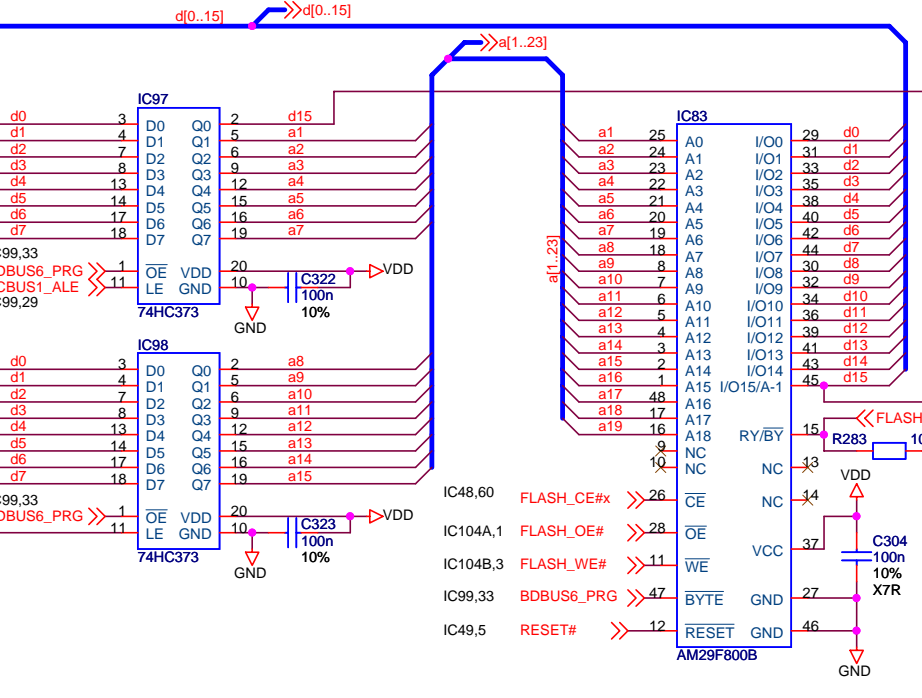 d[0..15]
d[0..15]
a[1..23]
IC97
d0 3 D0 Q0 2 d15
d1 4 D1 Q1 5 a1
d2 7 D2 Q2 6 a2
d3 8 D3 Q3 9 a3
d4 13 D4 Q4 12 a4
d5 14 D5 Q5 15 a5
d6 17 D6 Q6 16 a6
d7 18 D7 Q7 19 a7
C99,33
DBUS6_PRG 1 OE VDD 20 VDD
CBUS1_ALE 11 LE GND 10
C99,29
C322
100n
10%
74HC373
GND
IC98
d0 3 D0 Q0 2 a8
d1 4 D1 Q1 5 a9
d2 7 D2 Q2 6 a10
d3 8 D3 Q3 9 a11
d4 13 D4 Q4 12 a12
d5 14 D5 Q5 15 a13
d6 17 D6 Q6 16 a14
d7 18 D7 Q7 19 a15
C99,33
DBUS6_PRG 1 OE VDD 20 VDD
11 LE GND 10
C323
100n
10%
74HC373
GND
a[1..23]
IC83
a1 25 A0 I/O0 29 d0
a2 24 A1 I/O1 31 d1
a3 23 A2 I/O2 33 d2
a4 22 A3 I/O3 35 d3
a5 21 A4 I/O4 38 d4
a6 20 A5 I/O5 40 d5
a7 19 A6 I/O6 42 d6
a8 18 A7 I/O7 44 d7
a9 8 A8 I/O8 30 d8
a10 7 A9 I/O9 32 d9
a11 6 A10 I/O10 34 d10
a12 5 A11 I/O11 36 d11
a13 4 A12 I/O12 39 d12
a14 3 A13 I/O13 41 d13
a15 2 A14 I/O14 43 d14
a16 1 A15 I/O15/A-1 45 d15
a17 48 A16
a18 17 A17
a19 16 A18 RY/BY 15
FLASH
R283
10
9 NC
10 NC NC 13
IC48,60 FLASH_CE#x 26 CE NC 14
VDD
IC104A,1 FLASH_OE# 28 OE
VCC 37
IC104B,3 FLASH_WE# 11 WE
C304
100n
10%
X7R
IC99,33 BDBUS6_PRG 47 BYTE GND 27
IC49,5 RESET# 12 RESET GND 46
AM29F800B
GND